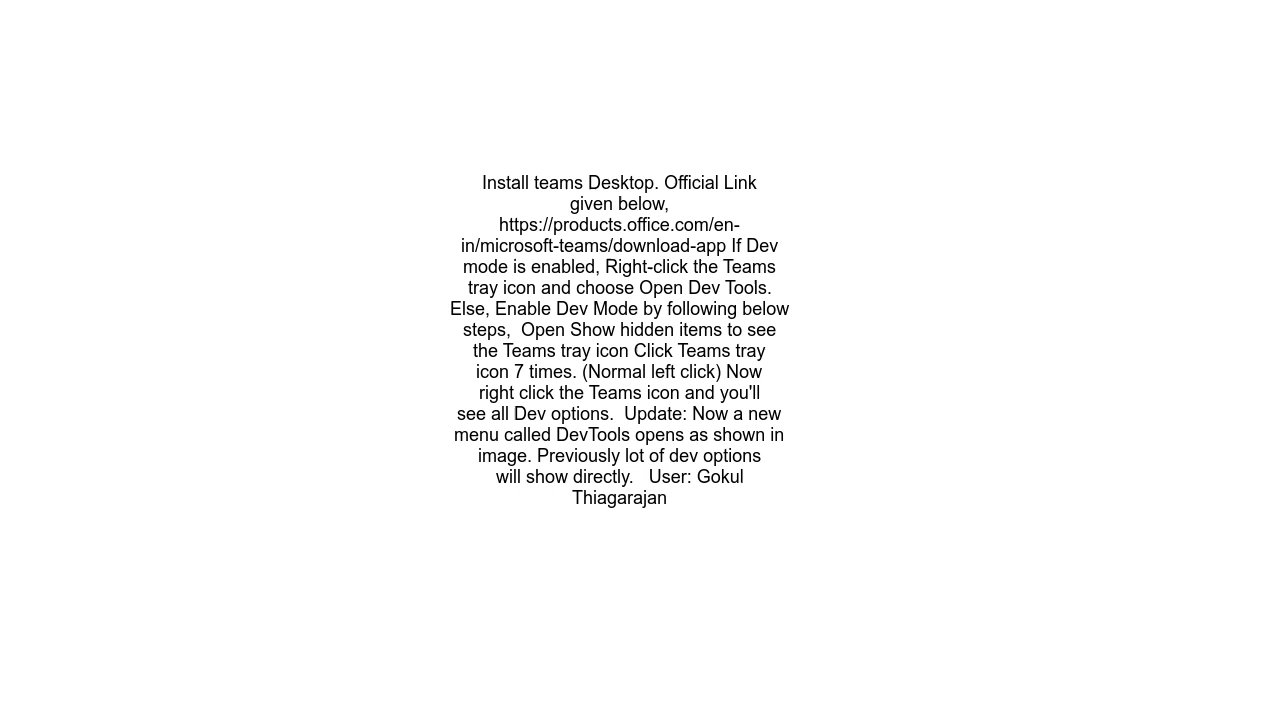 Install teams Desktop. Official Link
given below,
https://products.office.com/en-
in/microsoft-teams/download-app If Dev
mode is enabled, Right-click the Teams
tray icon and choose Open Dev Tools.
Else, Enable Dev Mode by following below
steps,  Open Show hidden items to see
the Teams tray icon Click Teams tray
icon 7 times. (Normal left click) Now
right click the Teams icon and you'll
see all Dev options.  Update: Now a new
menu called DevTools opens as shown in
image. Previously lot of dev options
will show directly.   User: Gokul
Thiagarajan